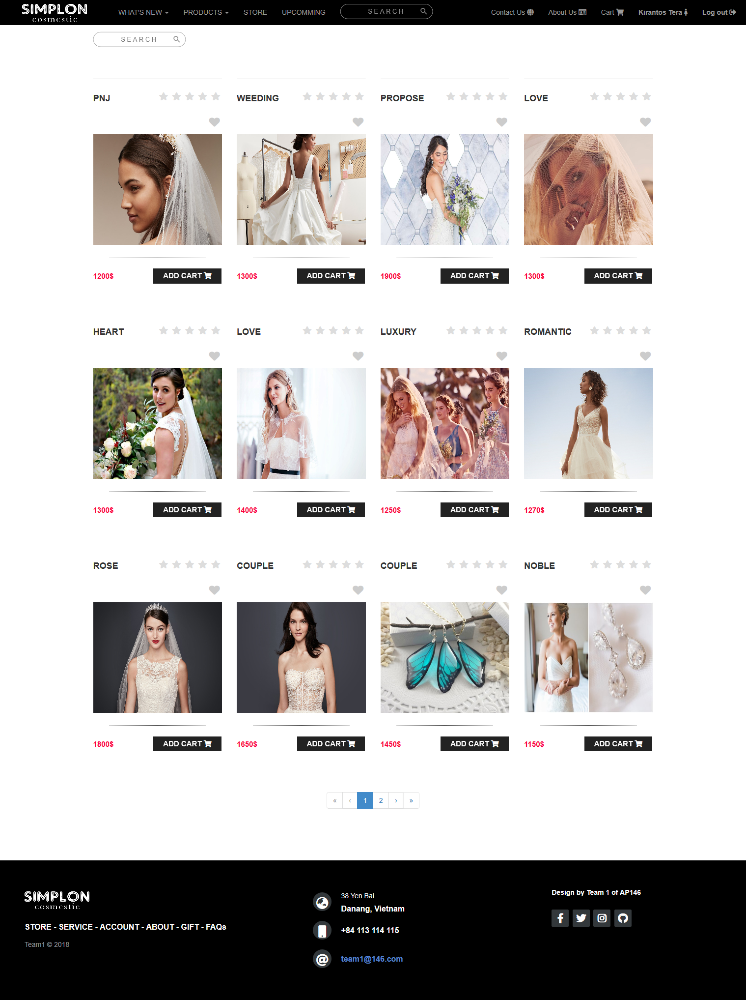 SIMPLON
cosmestic
WHAT'S NEW PRODUCTS STORE UPCOMMING SEARCH Contact Us About Us Cart Kirantos Tera Log out
SEARCH
PNJ WEEDING PROPOSE LOVE
1200$ ADD CART 1300$ ADD CART 1900$ ADD CART 1300$ ADD CART
HEART LOVE LUXURY ROMANTIC
1300$ ADD CART 1400$ ADD CART 1250$ ADD CART 1270$ ADD CART
ROSE COUPLE COUPLE NOBLE
1800$ ADD CART 1650$ ADD CART 1450$ ADD CART 1150$ ADD CART
« ‹ 1 2 › »
SIMPLON
cosmestic
STORE - SERVICE - ACCOUNT - ABOUT - GIFT - FAQs
Team1 © 2018
38 Yen Bai
Danang, Vietnam
+84 113 114 115
team1@146.com
Design by Team 1 of AP146